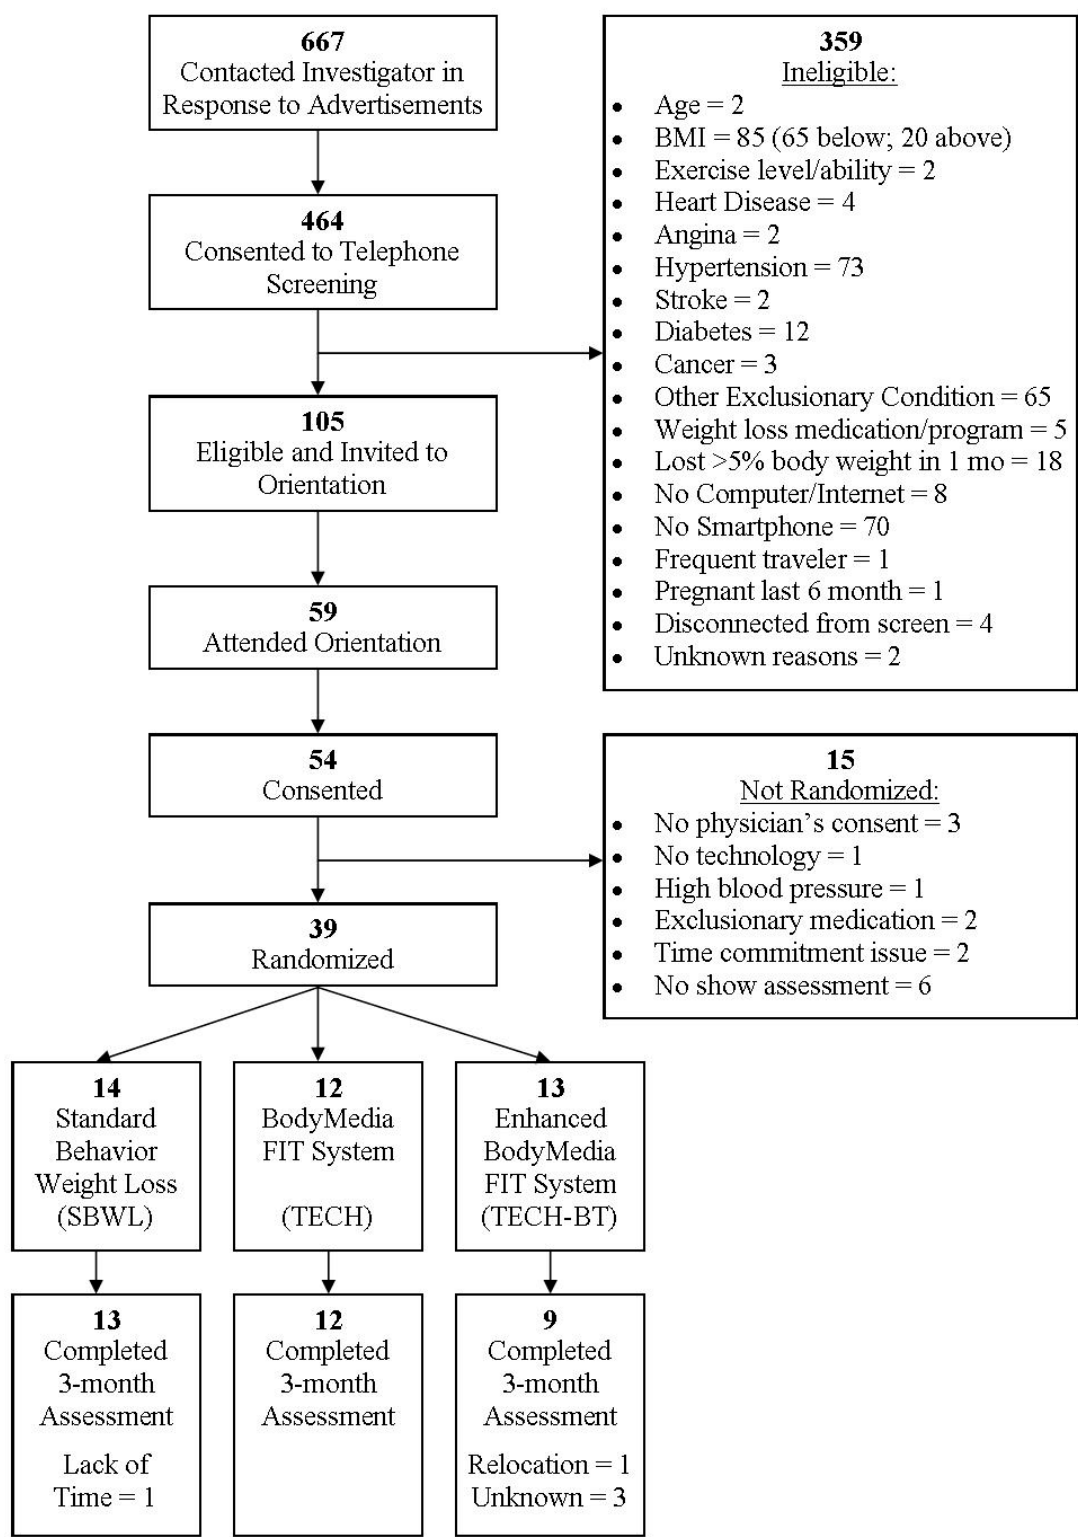 667
Contacted Investigator in
Response to Advertisements
359
Ineligible:
• Age = 2
• BMI = 85 (65 below; 20 above)
• Exercise level/ability = 2
• Heart Disease = 4
• Angina = 2
• Hypertension = 73
• Stroke = 2
• Diabetes = 12
• Cancer = 3
• Other Exclusionary Condition = 65
• Weight loss medication/program = 5
• Lost >5% body weight in 1 mo = 18
• No Computer/Internet = 8
• No Smartphone = 70
• Frequent traveler = 1
• Pregnant last 6 month = 1
• Disconnected from screen = 4
• Unknown reasons = 2
464
Consented to Telephone
Screening
105
Eligible and Invited to
Orientation
59
Attended Orientation
54
Consented
15
Not Randomized:
• No physician’s consent = 3
• No technology = 1
• High blood pressure = 1
• Exclusionary medication = 2
• Time commitment issue = 2
• No show assessment = 6
39
Randomized
14
Standard
Behavior
Weight Loss
(SBWL)
12
BodyMedia
FIT System
(TECH)
13
Enhanced
BodyMedia
FIT System
(TECH-BT)
13
Completed
3-month
Assessment
Lack of
Time = 1
12
Completed
3-month
Assessment
9
Completed
3-month
Assessment
Relocation = 1
Unknown = 3